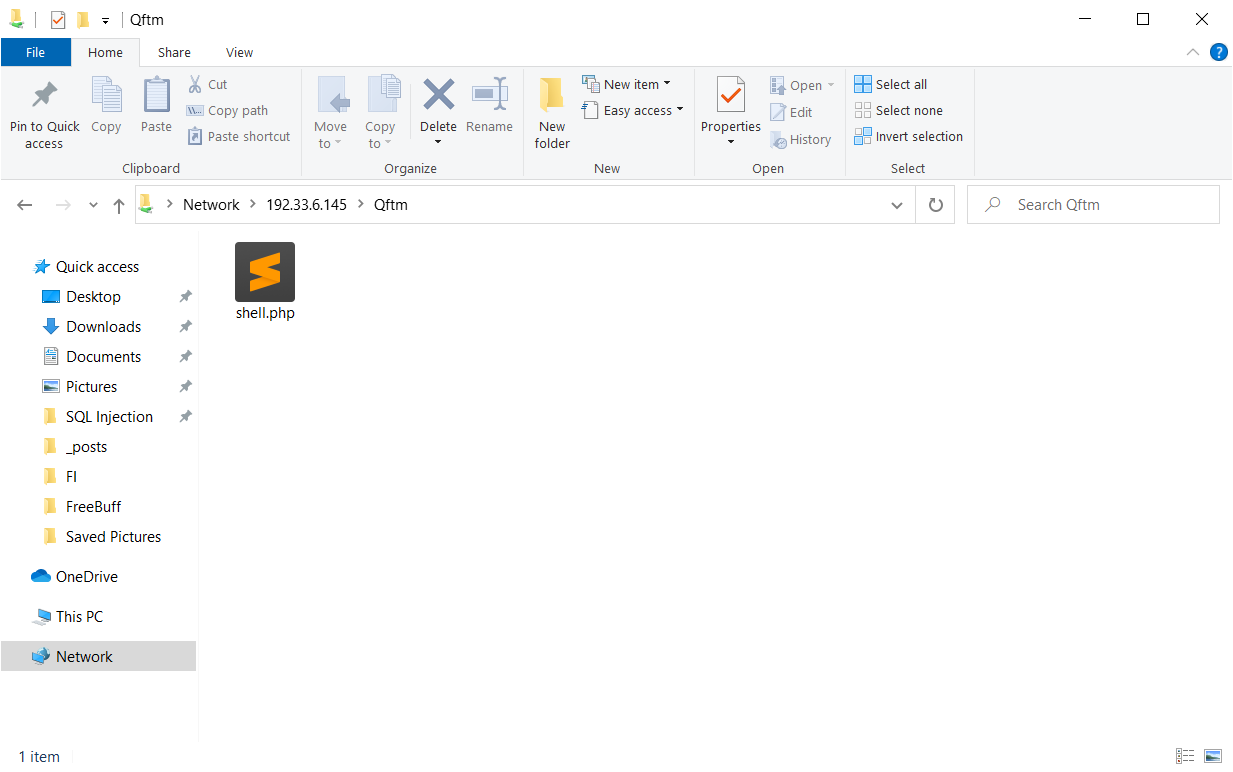 Qftm
File Home Share View
Pin to Quick access
Copy
Paste
Cut
Copy path
Paste shortcut
Clipboard
Move to
Copy to
Delete
Rename
Organize
New folder
New item
Easy access
New
Properties
Open
Edit
History
Open
Select all
Select none
Invert selection
Select
Network 192.33.6.145 Qftm
Search Qftm
Quick access
Desktop
Downloads
Documents
Pictures
SQL Injection
_posts
FI
FreeBuff
Saved Pictures
OneDrive
This PC
Network
shell.php
1 item